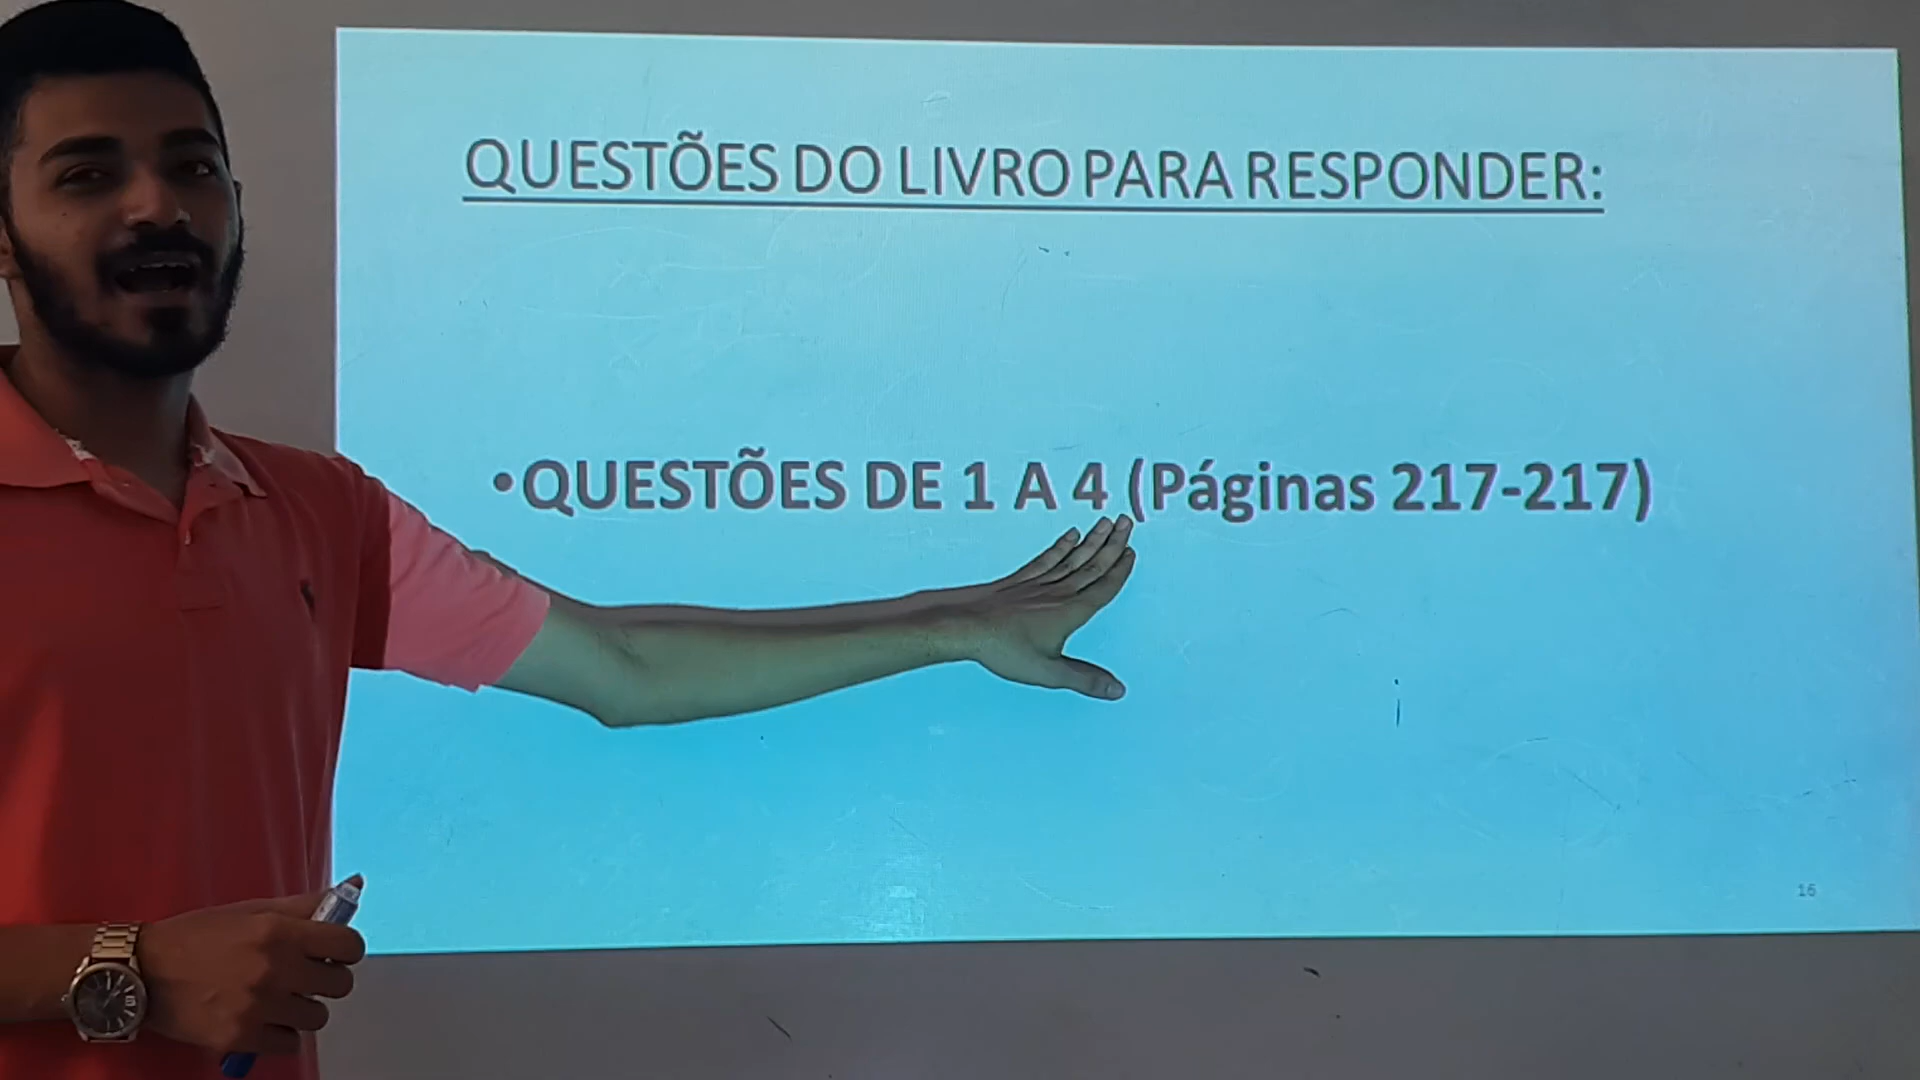 QUESTÕES DO LIVRO PARA RESPONDER:
•QUESTÕES DE 1 A 4 (Páginas 217-217)
16